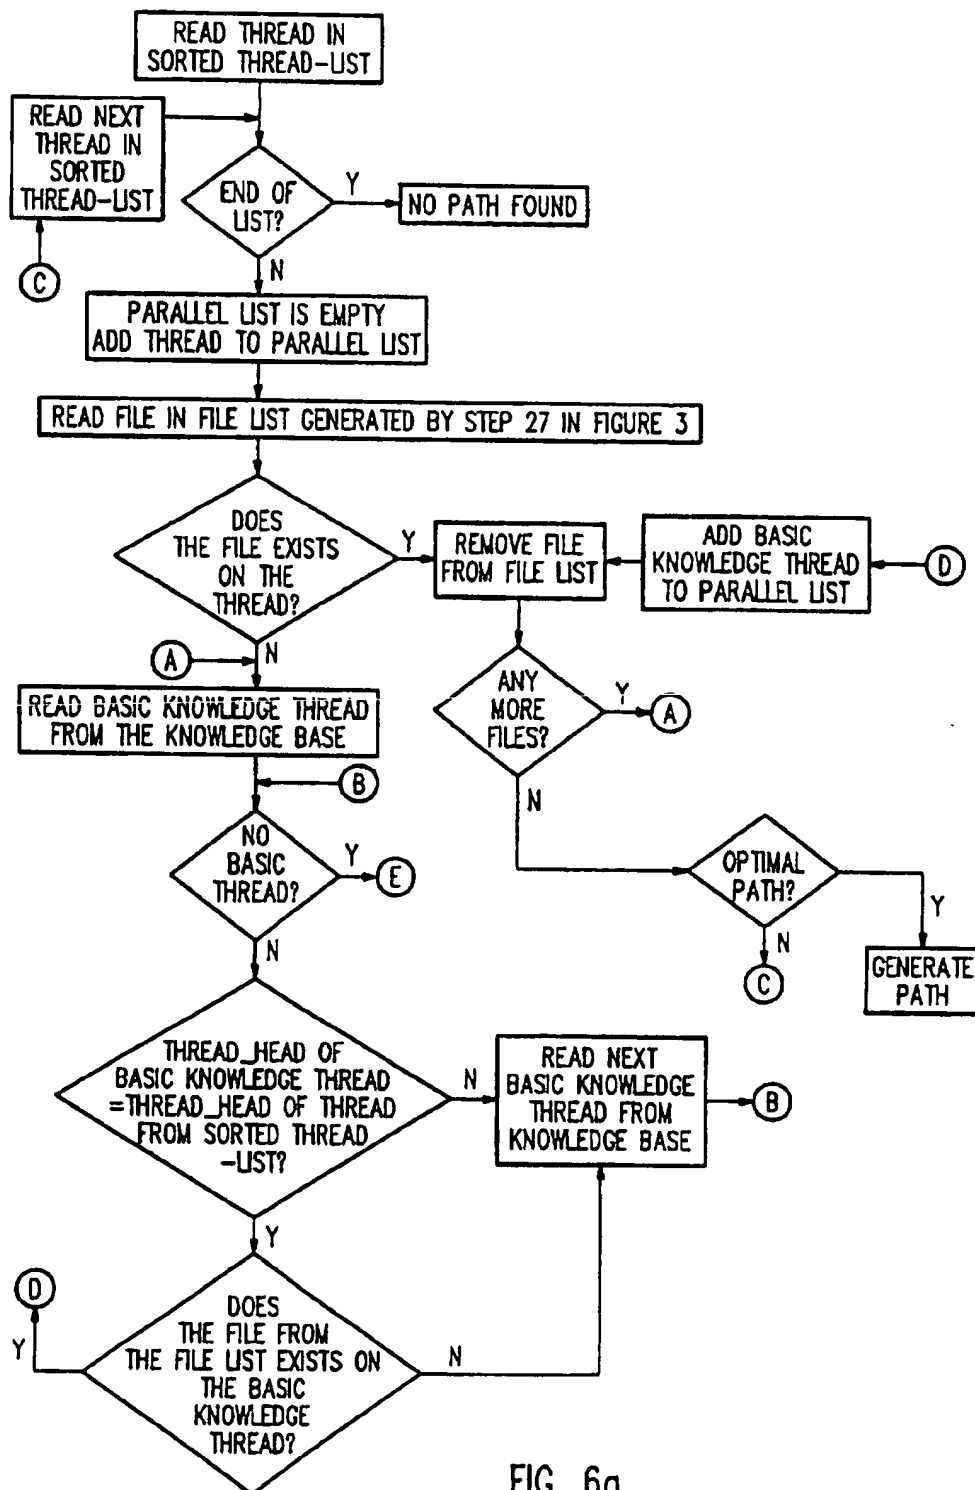 READ THREAD IN
SORTED THREAD-LIST
READ NEXT
THREAD IN
SORTED
THREAD-LIST
END OF
LIST?
Y
NO PATH FOUND
N
C
PARALLEL LIST IS EMPTY
ADD THREAD TO PARALLEL LIST
READ FILE IN FILE LIST GENERATED BY STEP 27 IN FIGURE 3
DOES
THE FILE EXISTS
ON THE
THREAD?
Y
REMOVE FILE
FROM FILE LIST
ADD BASIC
KNOWLEDGE THREAD
TO PARALLEL LIST
D
N
A
READ BASIC KNOWLEDGE THREAD
FROM THE KNOWLEDGE BASE
ANY
MORE
FILES?
Y
A
B
N
NO
BASIC
THREAD?
Y
E
OPTIMAL
PATH?
Y
N
N
C
GENERATE
PATH
THREAD_HEAD OF
BASIC KNOWLEDGE THREAD
=THREAD_HEAD OF THREAD
FROM SORTED THREAD
-LIST?
N
READ NEXT
BASIC KNOWLEDGE
THREAD FROM
KNOWLEDGE BASE
B
Y
D
Y
DOES
THE FILE FROM
THE FILE LIST EXISTS ON
THE BASIC
KNOWLEDGE
THREAD?
N
FIG. 6a